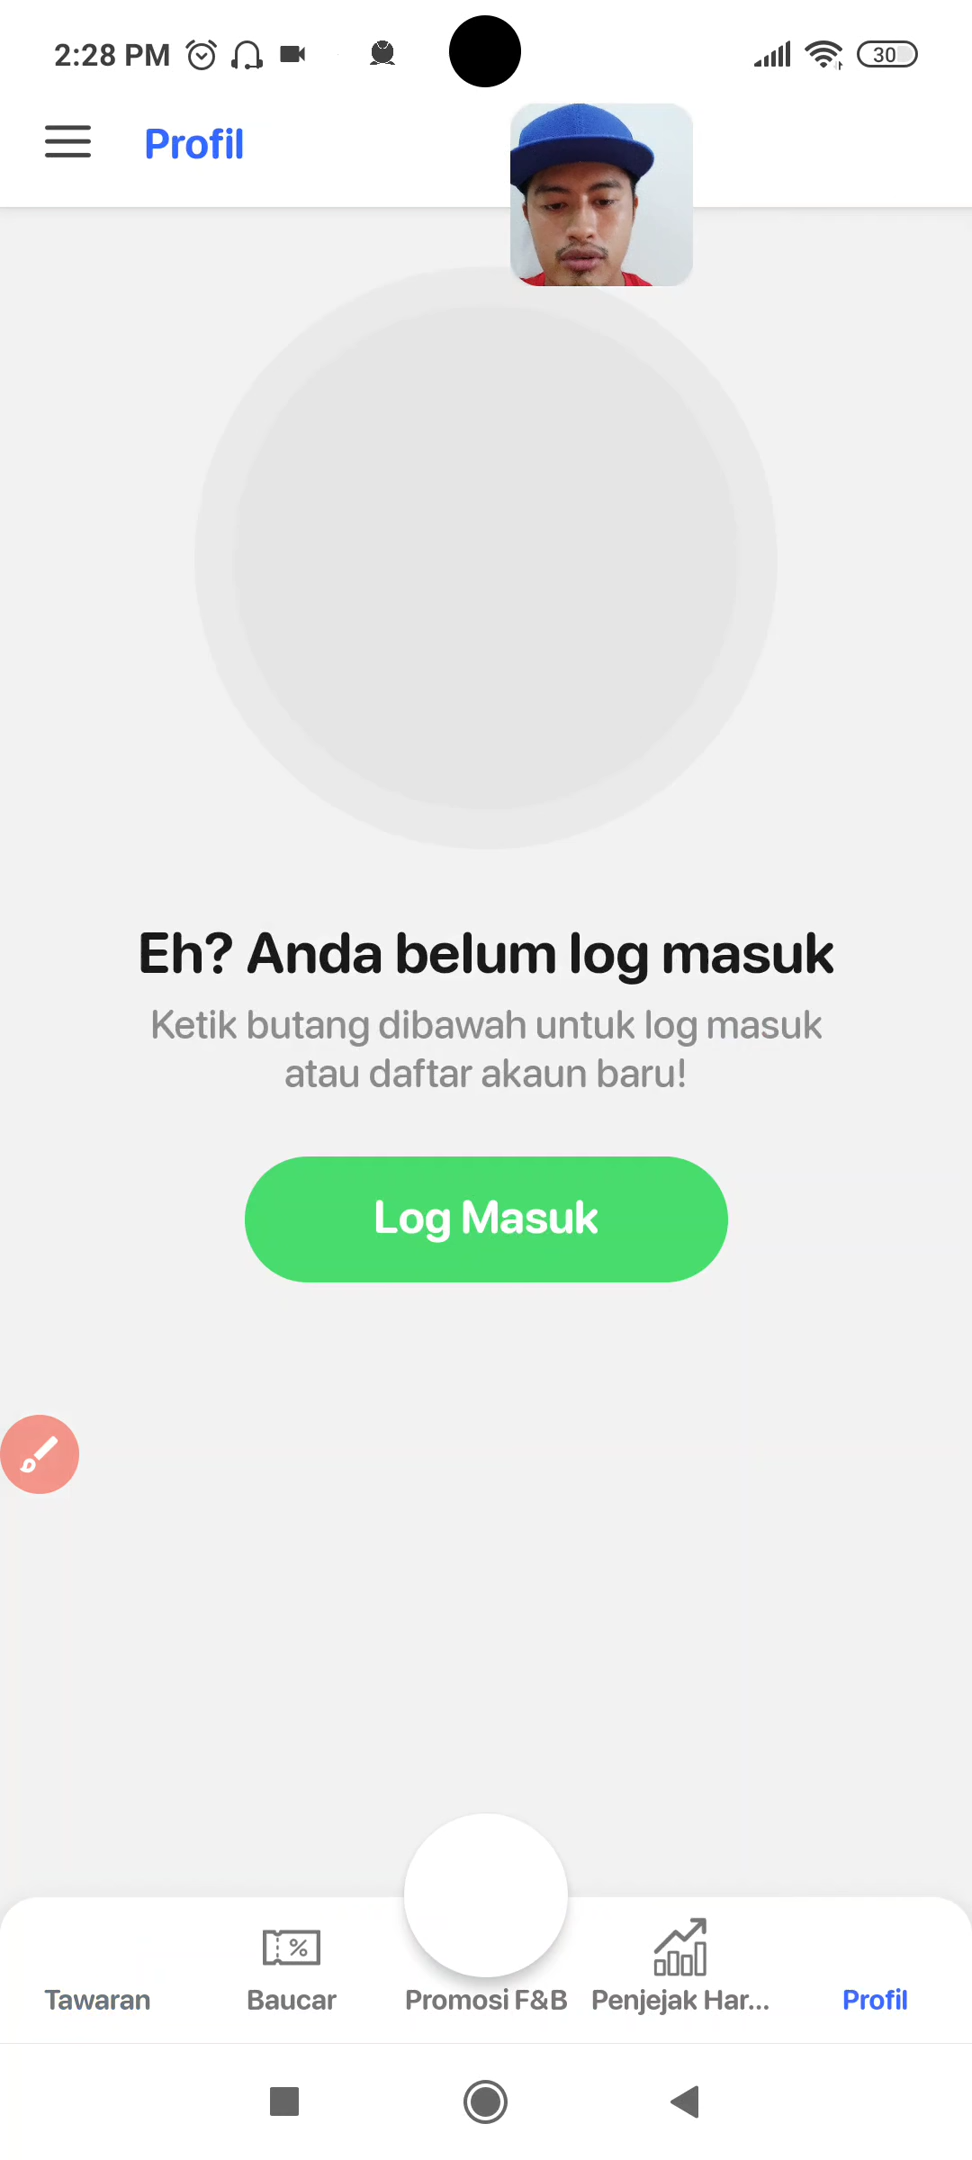 2:28 PM
30
Profil
Eh? Anda belum log masuk
Ketik butang dibawah untuk log masuk
atau daftar akaun baru!
Log Masuk
Tawaran
Baucar
Promosi F&B
Penjejak Har...
Profil